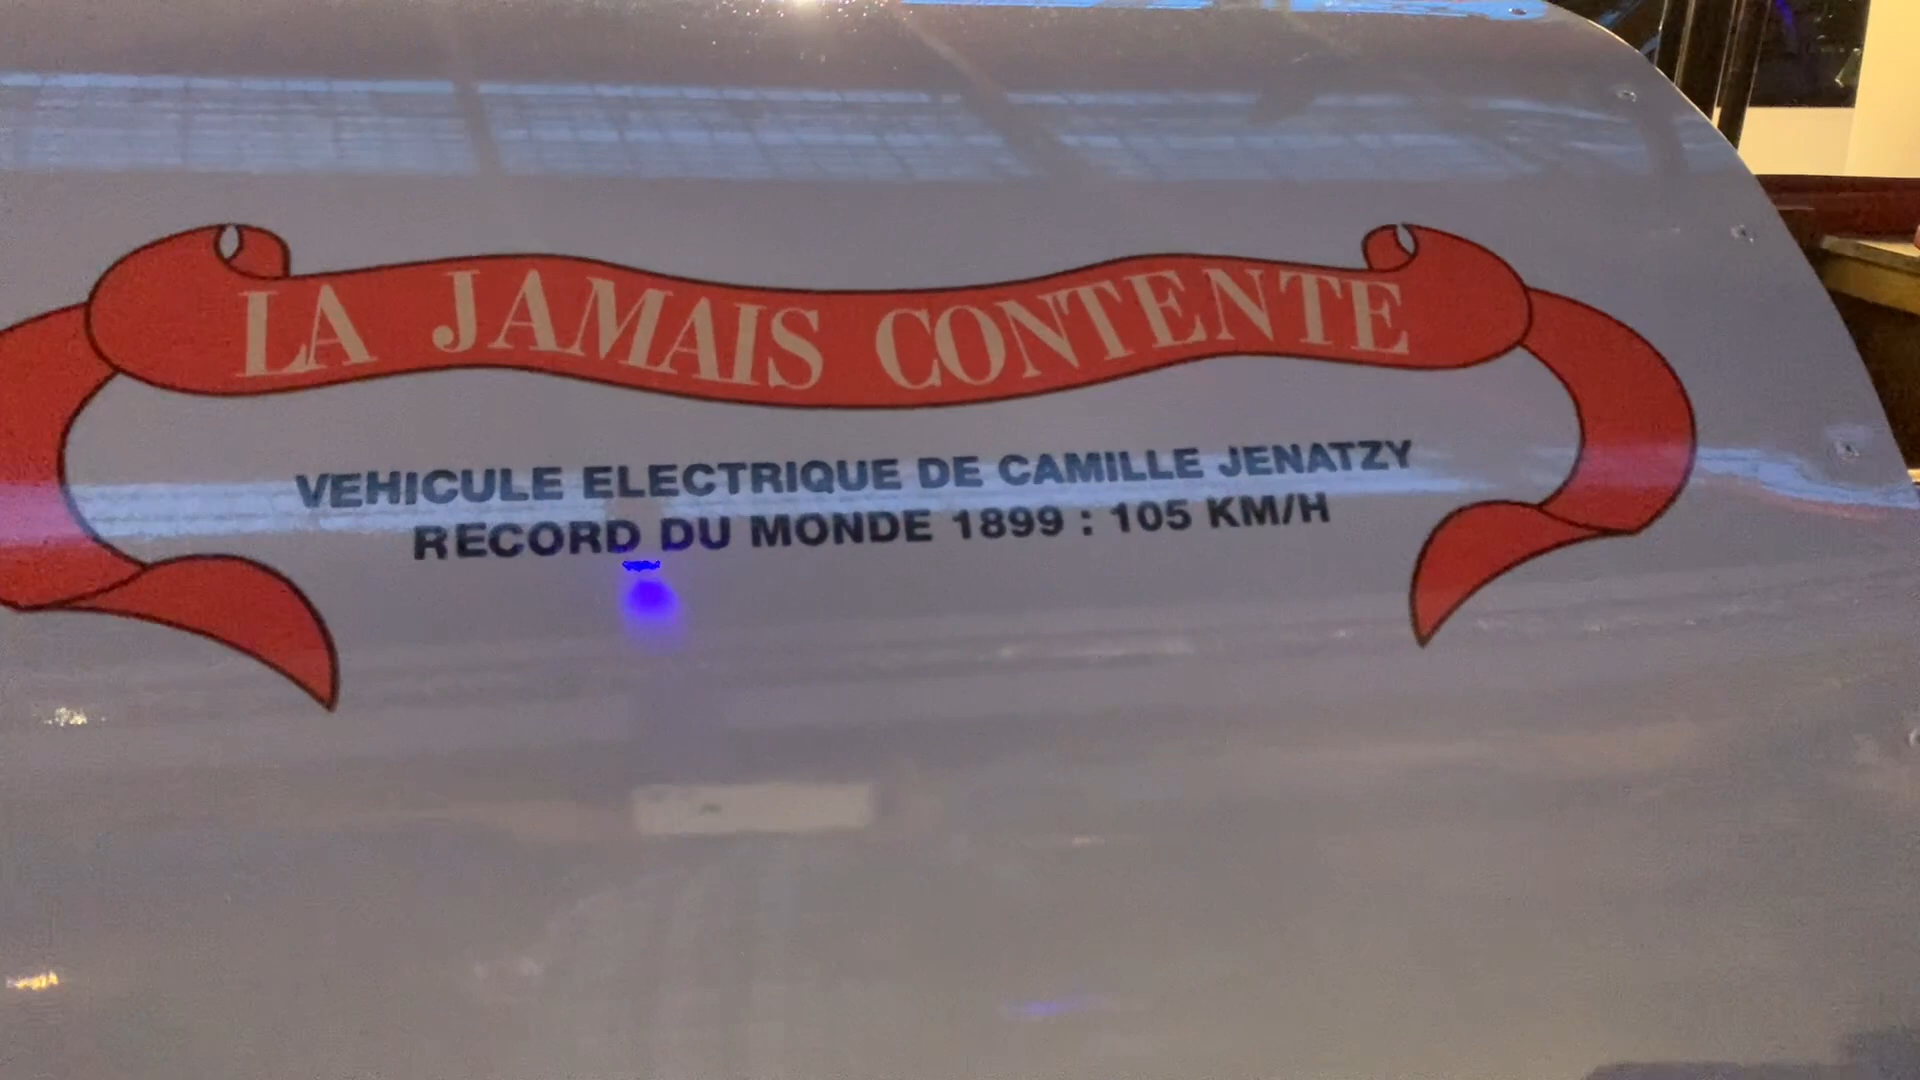 LA JAMAIS CONTENTE
VEHICULE ELECTRIQUE DE CAMILLE JENATZY
RECORD DU MONDE 1899 : 105 KM/H